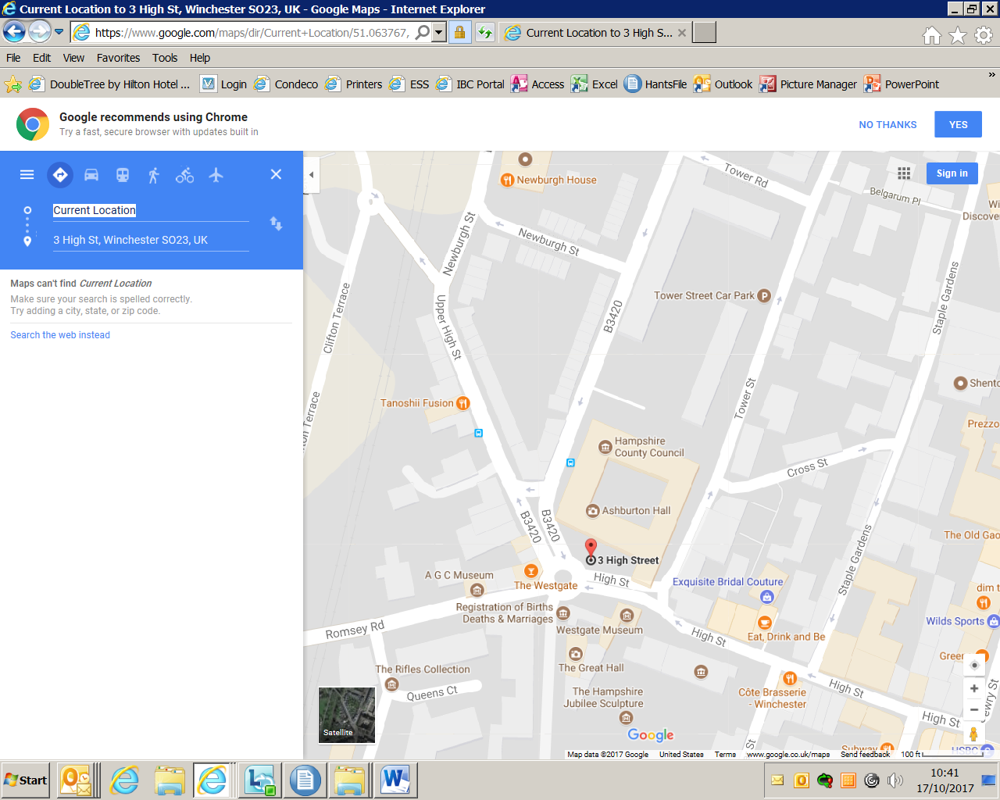 Current Location to 3 High St, Winchester SO23, UK - Google Maps - Internet Explorer
https://www.google.com/maps/dir/Current+Location/51.063767,
Current Location to 3 High S...
File Edit View Favorites Tools Help
DoubleTree by Hilton Hotel ... Login Condeco Printers ESS IBC Portal Access Excel HantsFile Outlook Picture Manager PowerPoint
Google recommends using Chrome
Try a fast, secure browser with updates built in
NO THANKS
YES
Current Location
3 High St, Winchester SO23, UK
Maps can't find Current Location
Make sure your search is spelled correctly.
Try adding a city, state, or zip code.
Search the web instead
Sign in
Newburgh House
Tower Rd
Belgarum Pl
Wi
Discover
Newburgh St
Newburgh St
Clifton Terrace
Upper High St
B3420
Tower Street Car Park
P
Staple Gardens
Shento
Tanoshii Fusion
Tower St
Prezzo
Hampshire
County Council
Cross St
Ashburton Hall
B3420
B3420
3 High Street
The Old Gao
Staple Gardens
A G C Museum
The Westgate
High St
Exquisite Bridal Couture
dim t
Registration of Births
Deaths & Marriages
Westgate Museum
Wilds Sports
Romsey Rd
High St
Eat, Drink and Be
Green
The Rifles Collection
The Great Hall
Queens Ct
The Hampshire
Jubilee Sculpture
Côte Brasserie
- Winchester
High St
High St
Satellite
Google
Subway
HSBC
Map data ©2017 Google United States Terms www.google.co.uk/maps Send feedback 100 ft
Start
10:41
17/10/2017